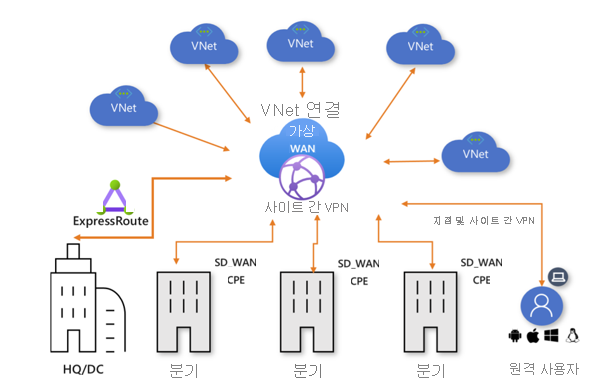 VNet
VNet
VNet
VNet
VNet 연결
가상
WAN
VNet
사이트 간 VPN
ExpressRoute
지점 및 사이트 간 VPN
SD_WAN
CPE
SD_WAN
CPE
SD_WAN
CPE
HQ/DC
분기
분기
분기
원격 사용자